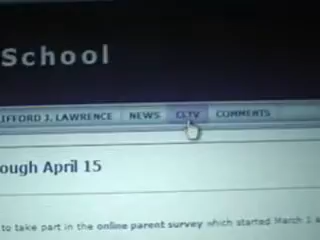 School
IFFORD J. LAWRENCE NEWS CLTV COMMENTS
ough April 15
to take part in the online parent survey which started March